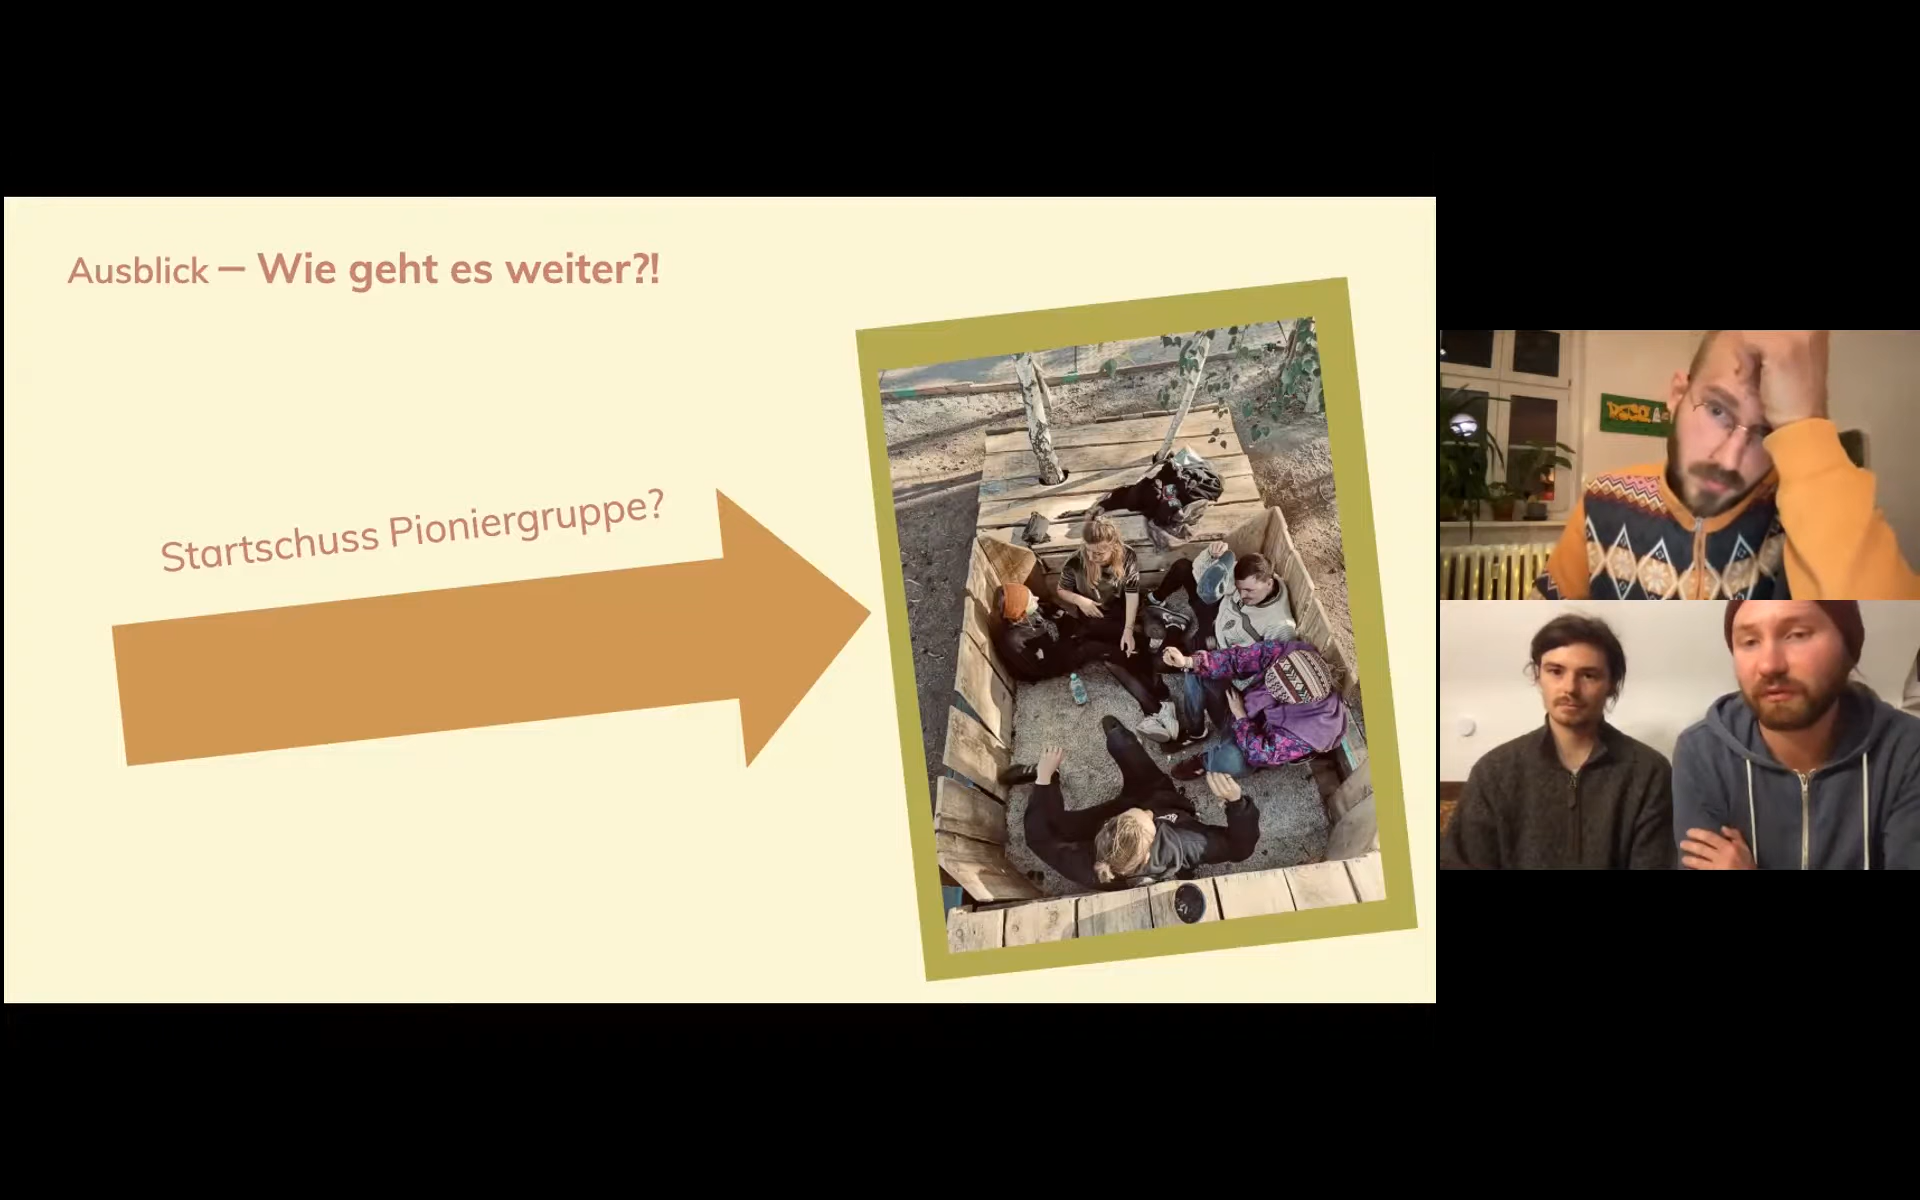 Ausblick – Wie geht es weiter?!
Startschuss Pioniergruppe?